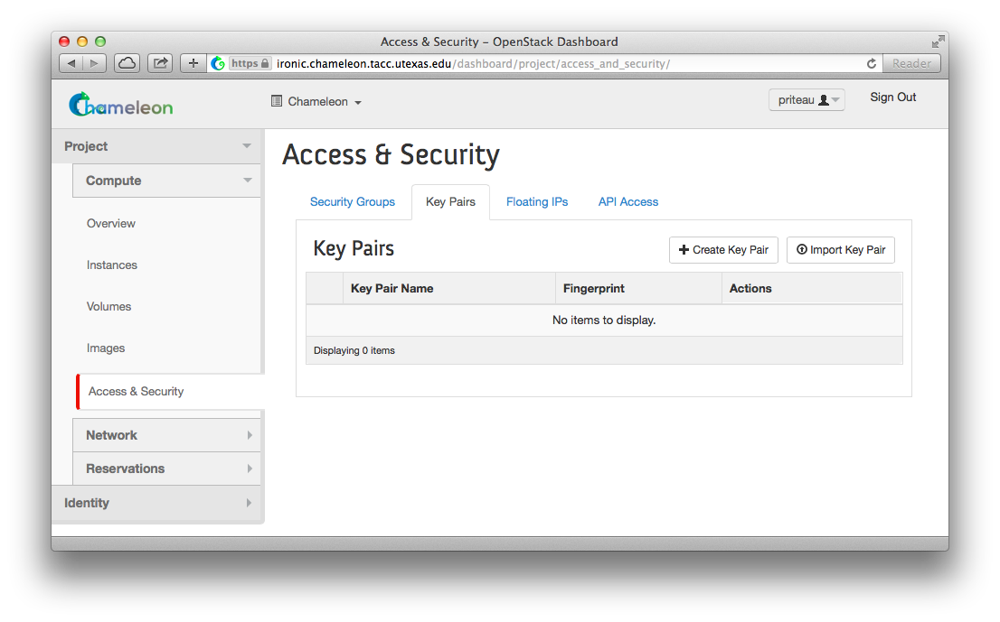 Access & Security – OpenStack Dashboard
https ironic.chameleon.tacc.utexas.edu/dashboard/project/access_and_security/ Reader
Chameleon Chameleon priteau Sign Out
Project
Compute
Overview
Instances
Volumes
Images
Access & Security
Network
Reservations
Identity
Access & Security
Security Groups Key Pairs Floating IPs API Access
Key Pairs Create Key Pair Import Key Pair
Key Pair Name Fingerprint Actions
No items to display.
Displaying 0 items